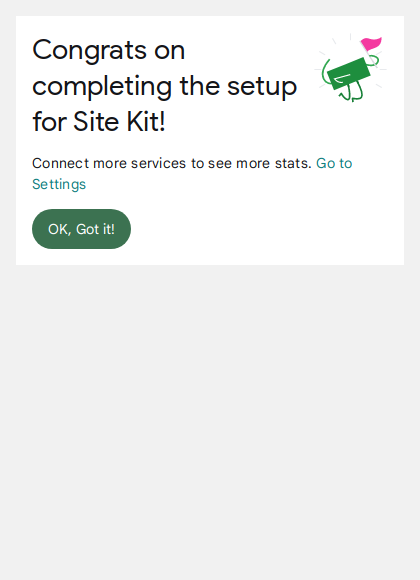 Congrats on
completing the setup
for Site Kit!
Connect more services to see more stats. Go to
Settings
OK, Got it!